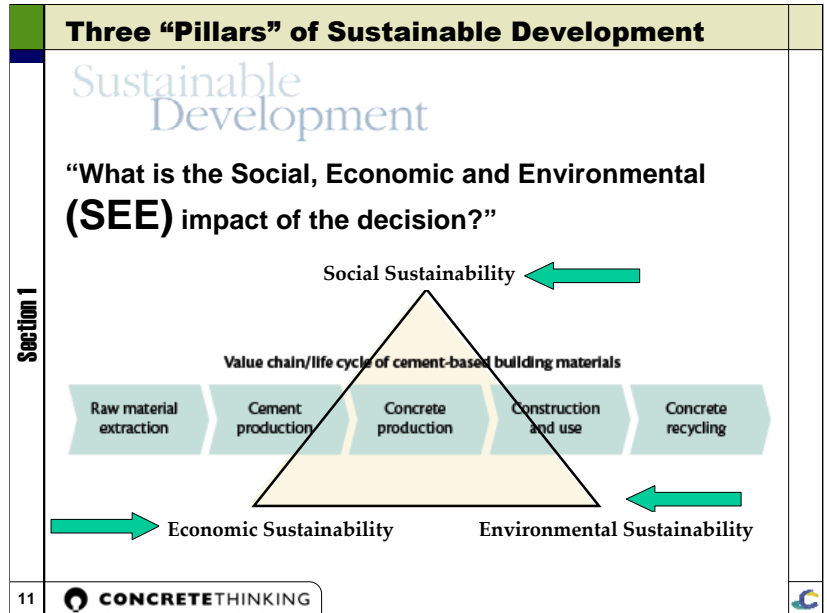 Three “Pillars” of Sustainable Development
Sustainable
Development
“What is the Social, Economic and Environmental
(SEE) impact of the decision?”
Social Sustainability
Section 1
Value chain/life cycle of cement-based building materials
Raw material
extraction
Cement
production
Concrete
production
Construction
and use
Concrete
recycling
Economic Sustainability
Environmental Sustainability
11
CONCRETETHINKING